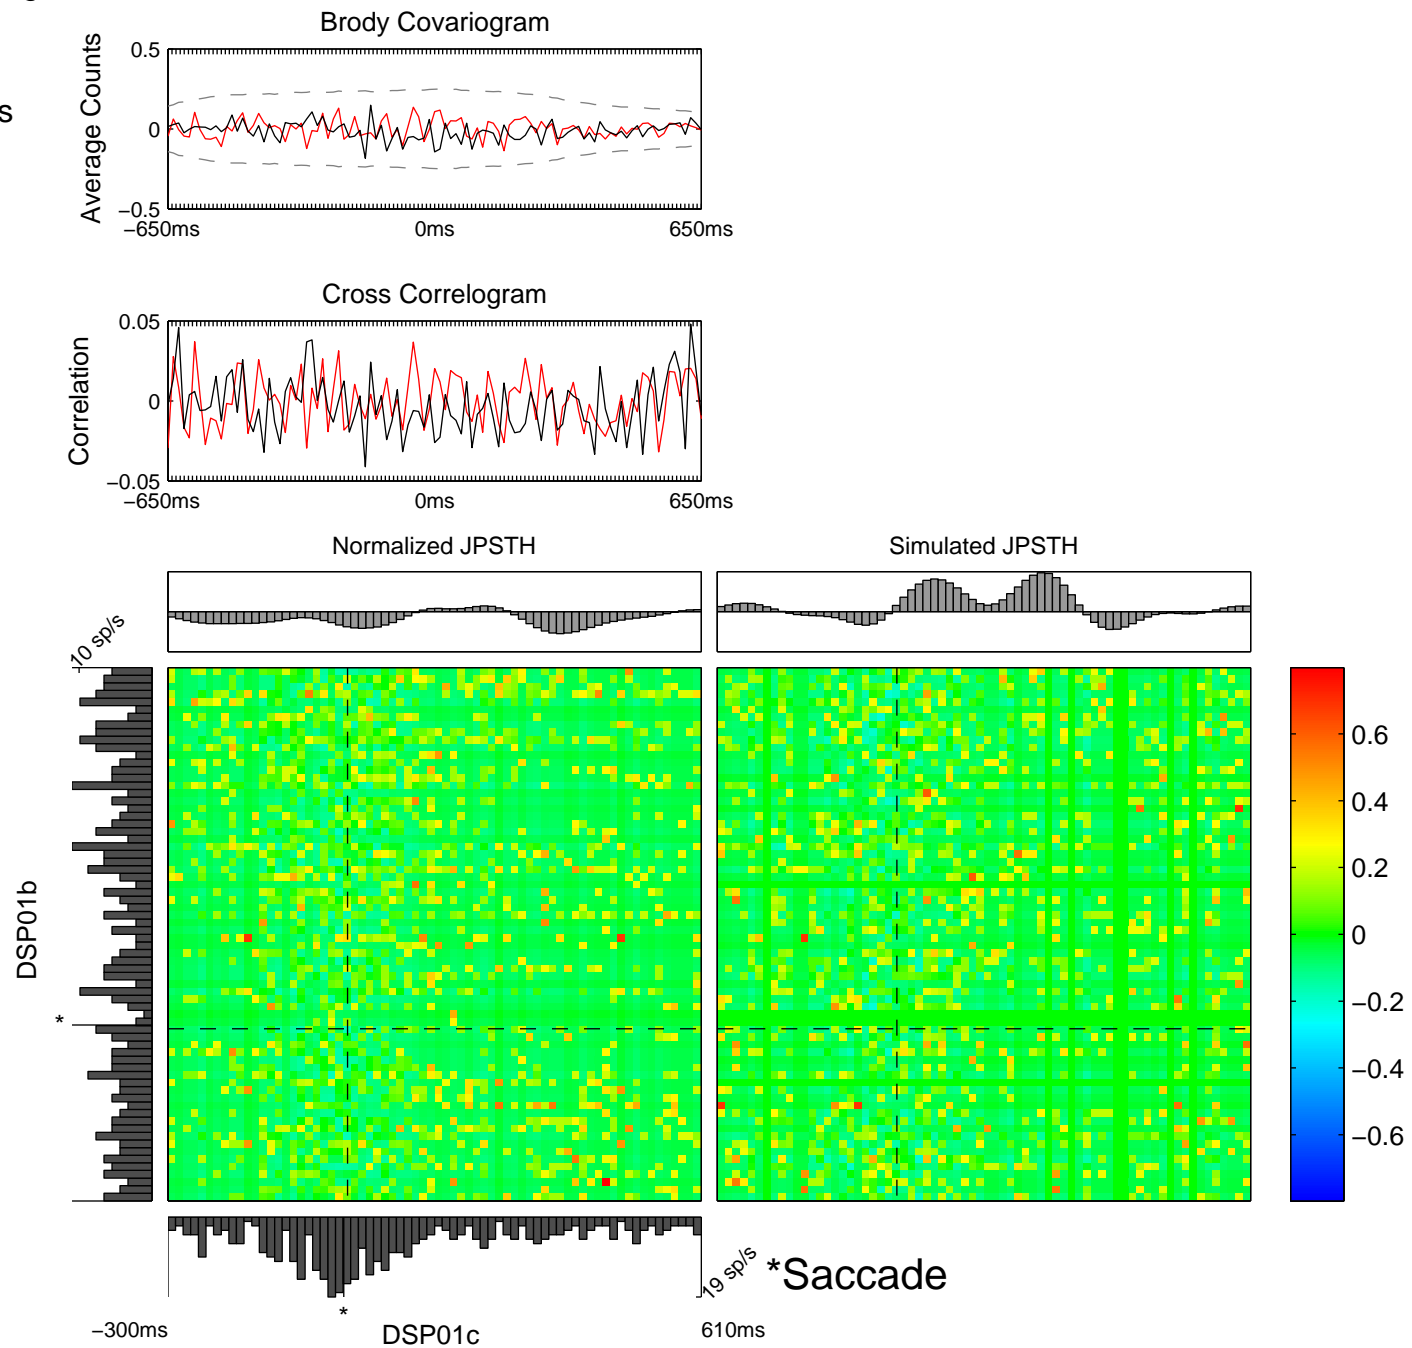 g
Brody Covariogram
s
Average Counts
0.5
0
−0.5
−650ms
0ms
650ms
Cross Correlogram
Correlation
0.05
0
−0.05
−650ms
0ms
650ms
Normalized JPSTH
Simulated JPSTH
10 sp/s
DSP01b
*
0.6
0.4
0.2
0
−0.2
−0.4
−0.6
19 sp/s
*Saccade
*
−300ms
DSP01c
610ms